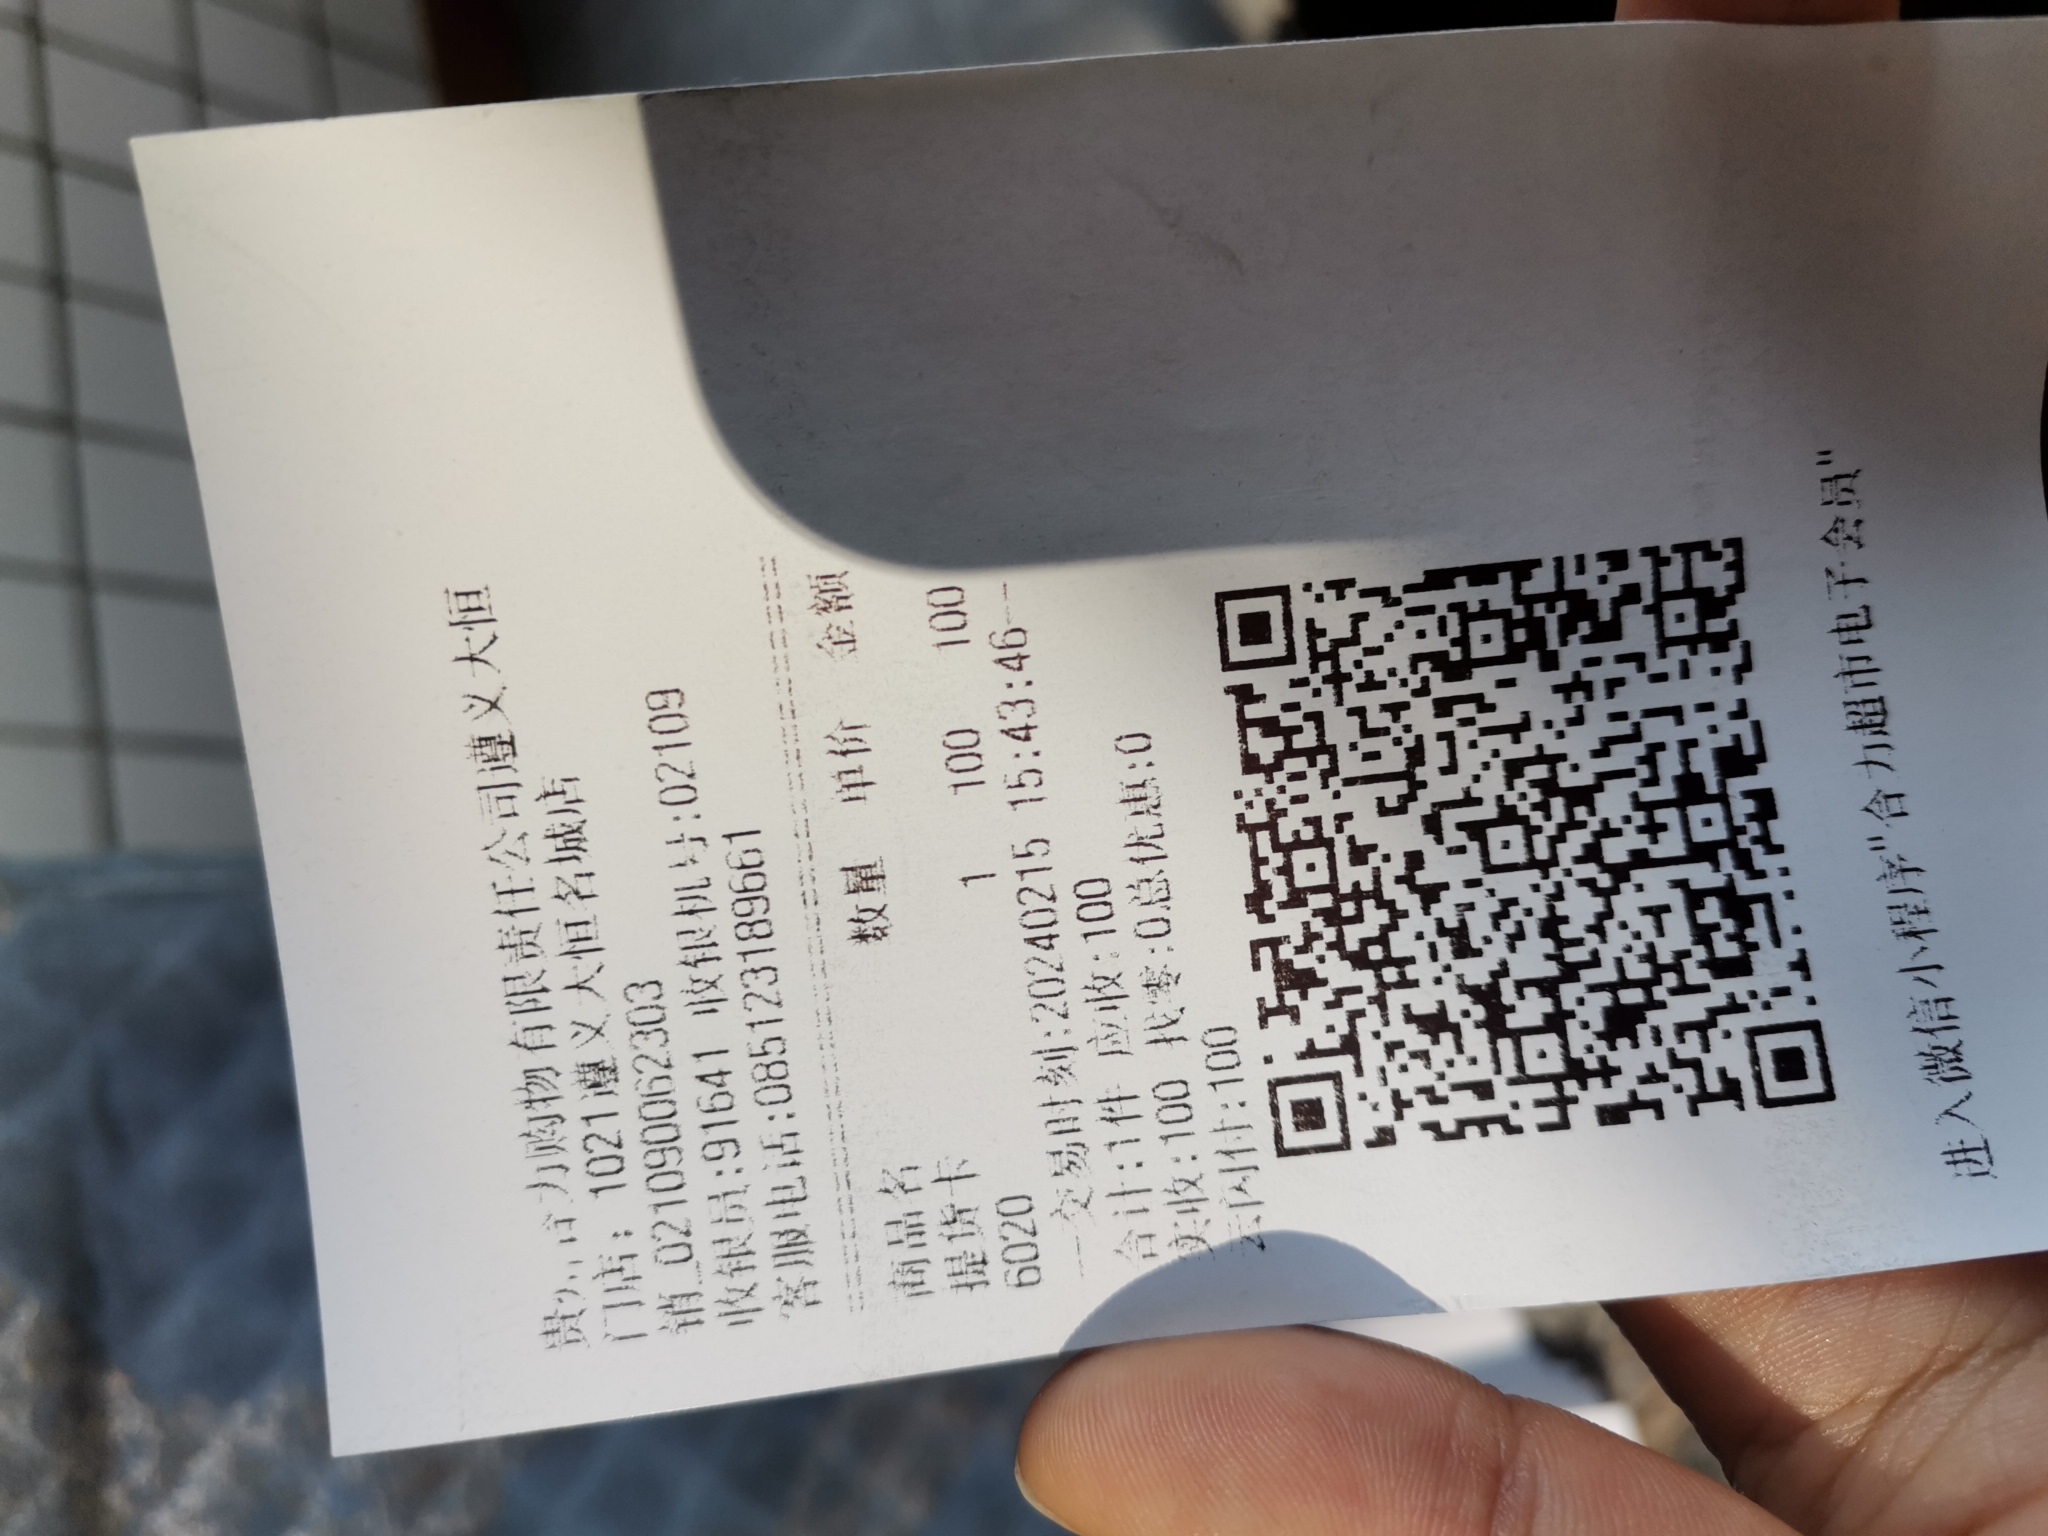 贵州合力购物有限责任公司遵义大恒
门店: 1021遵义大恒名城店
销 021090062303
收银员:91641 收银机号:02109
客服电话:085123189661
商品名 数量 单价 金额
提货卡
6020 1 100 100
--交易时刻:20240215 15:43:46--
合计:1件 应收:100
实收:100 找零:0总优惠:0
云闪付:100
进入微信小程序"合力超市电子会员"